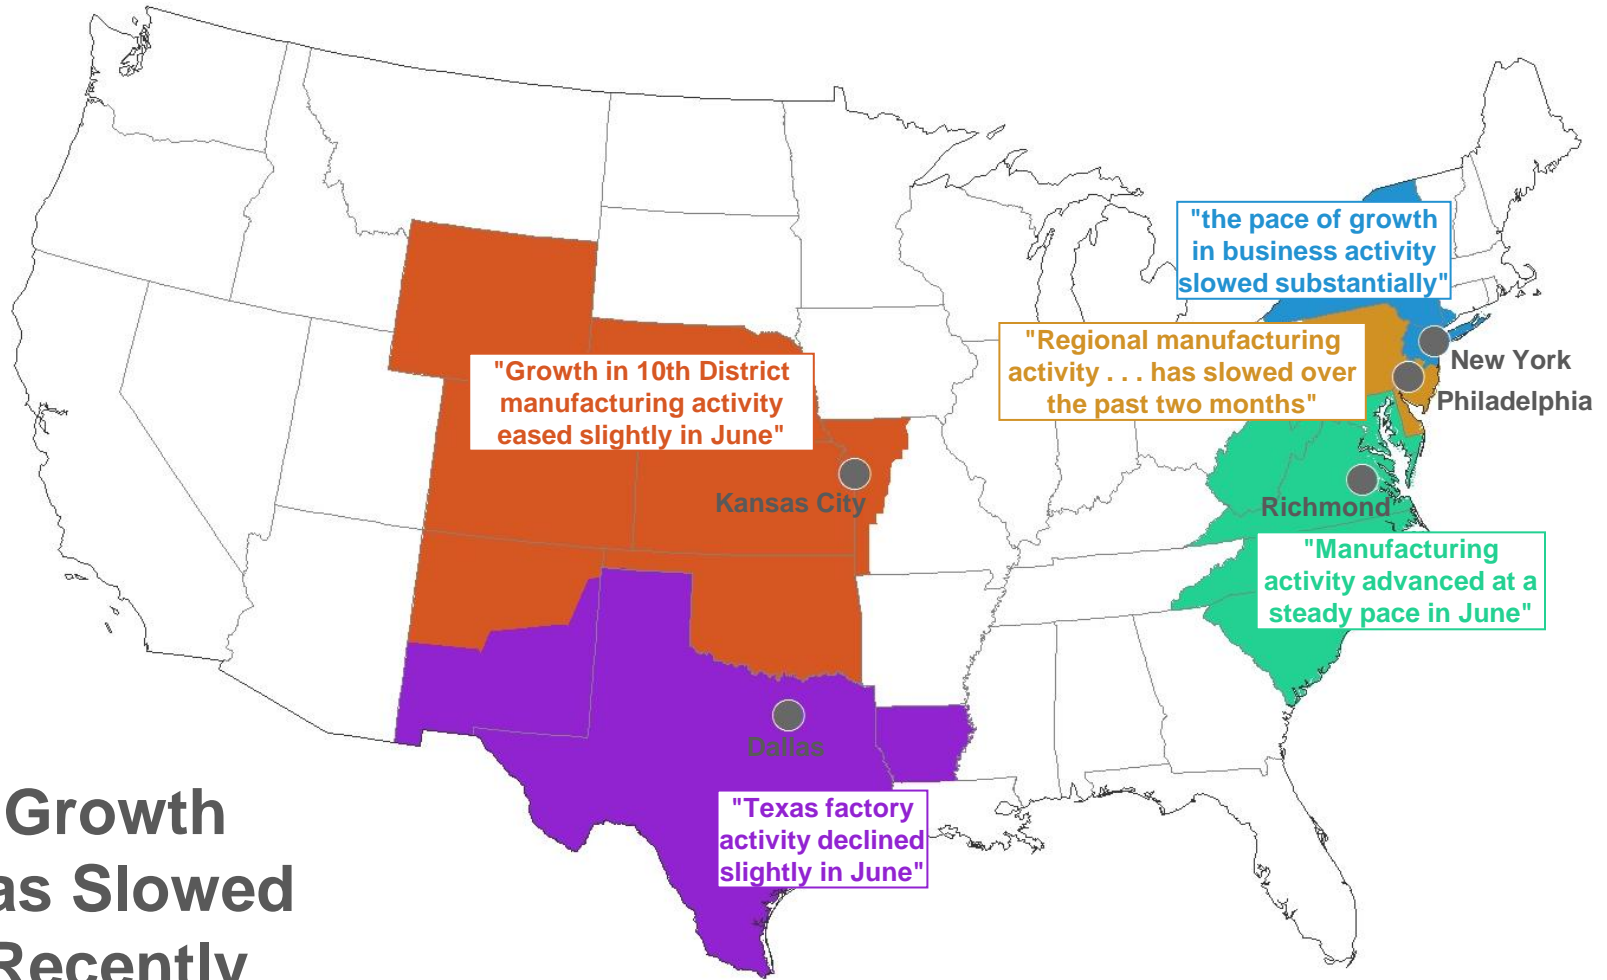 "the pace of growth
in business activity
slowed substantially"
"Regional manufacturing
activity . . . has slowed over
the past two months"
New York
Philadelphia
"Growth in 10th District
manufacturing activity
eased slightly in June"
Kansas City
Richmond
"Manufacturing
activity advanced at a
steady pace in June"
Dallas
"Texas factory
activity declined
slightly in June"
Growth
as Slowed
Recently